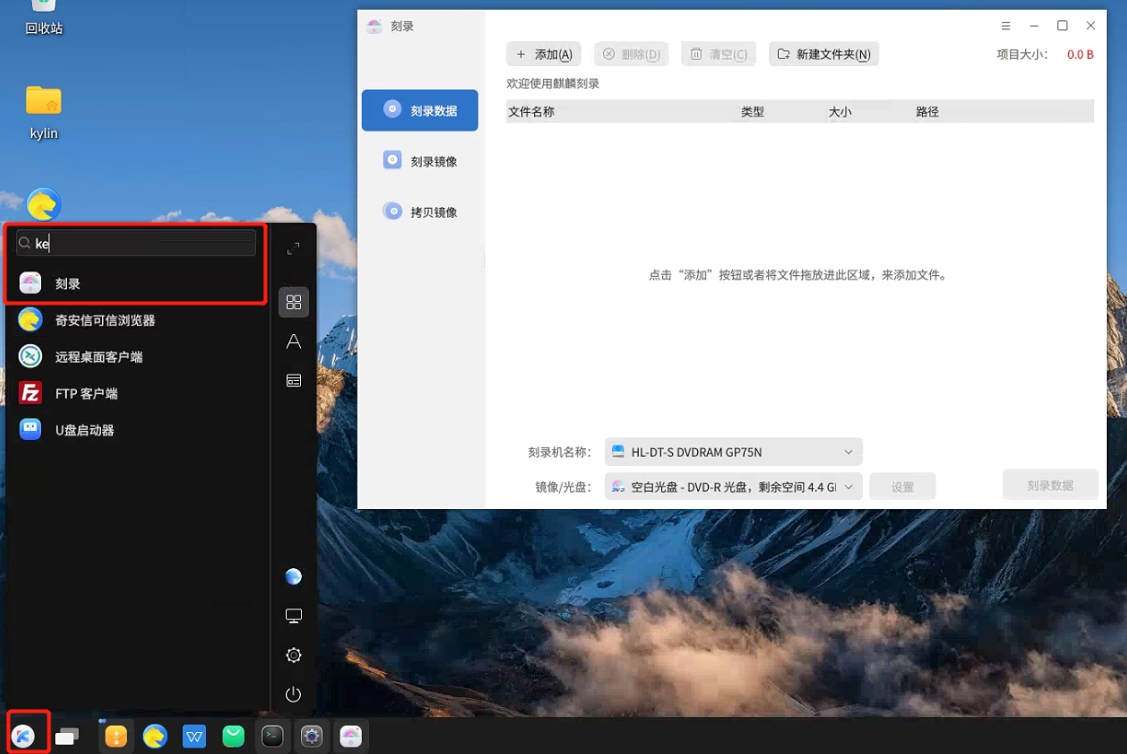 回收站
kylin
ke
刻录
奇安信可信浏览器
远程桌面客户端
FTP 客户端
U盘启动器
刻录
添加(A)
删除(D)
清空(C)
新建文件夹(N)
项目大小： 0.0 B
欢迎使用麒麟刻录
刻录数据
刻录镜像
拷贝镜像
文件名称 类型 大小 路径
点击“添加”按钮或者将文件拖放进此区域，来添加文件。
刻录机名称： HL-DT-S DVDRAM GP75N
镜像/光盘： 空白光盘 - DVD-R 光盘，剩余空间 4.4 G
设置
刻录数据